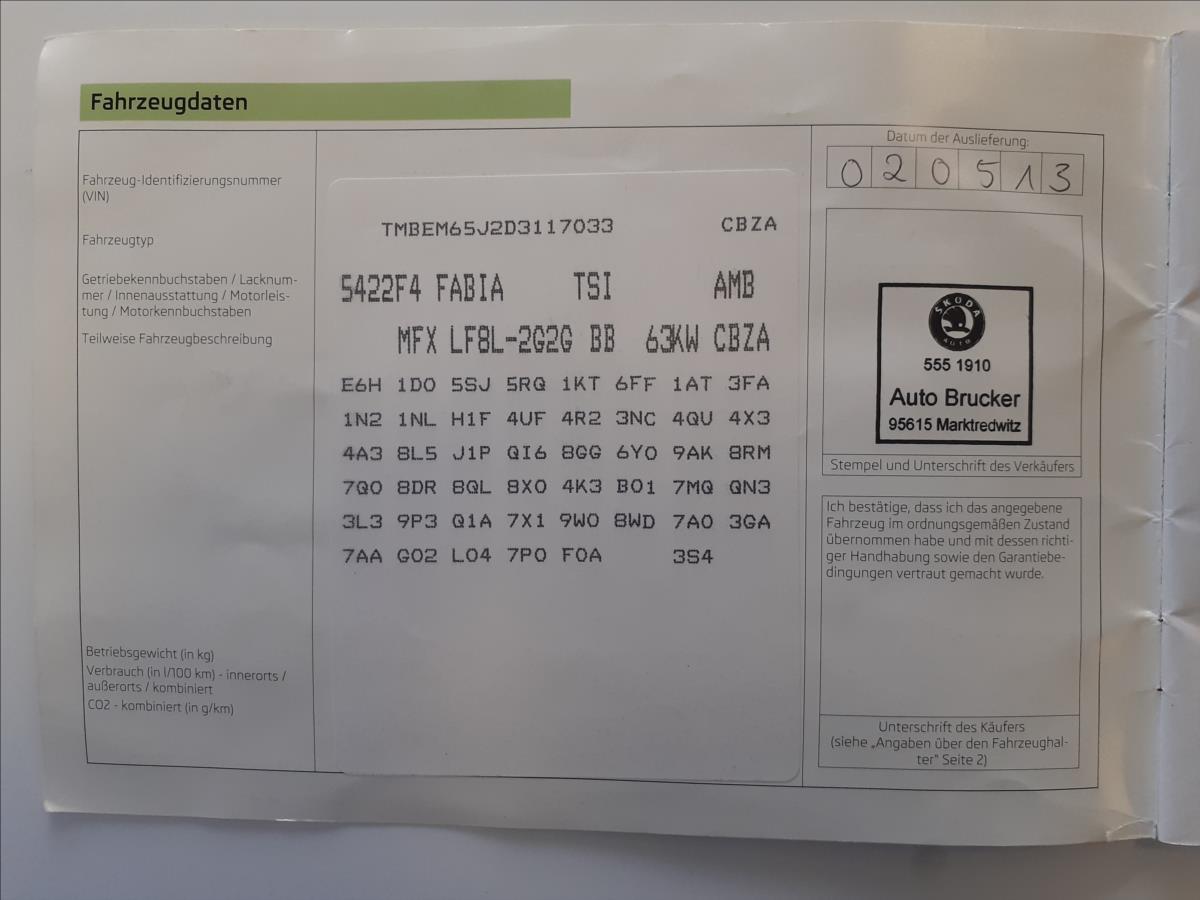 Fahrzeugdaten
Fahrzeug-Identifizierungsnummer
(VIN)
Fahrzeugtyp
Getriebekennbuchstaben / Lacknum-
mer / Innenausstattung / Motorleis-
tung / Motorkennbuchstaben
Teilweise Fahrzeugbeschreibung
Betriebsgewicht (in kg)
Verbrauch (in l/100 km) - innerorts /
außerorts / kombiniert
CO2 - kombiniert (in g/km)
TMBEM65J2D3117033 CBZA
5422F4 FABIA TSI AMB
MFX LF8L-2G2G BB 63KW CBZA
E6H 1D0 5SJ 5RQ 1KT 6FF 1AT 3FA
1N2 1NL H1F 4UF 4R2 3NC 4QU 4X3
4A3 8L5 J1P QI6 8GG 6Y0 9AK 8RM
7Q0 8DR 8QL 8X0 4K3 B01 7MQ QN3
3L3 9P3 Q1A 7X1 9W0 8WD 7A0 3GA
7AA G02 L04 7P0 F0A 3S4
Datum der Auslieferung:
020513
SKODA
AUTO
555 1910
Auto Brucker
95615 Marktredwitz
Stempel und Unterschrift des Verkäufers
Ich bestätige, dass ich das angegebene
Fahrzeug im ordnungsgemäßen Zustand
übernommen habe und mit dessen richti-
ger Handhabung sowie den Garantiebe-
dingungen vertraut gemacht wurde.
Unterschrift des Käufers
(siehe „Angaben über den Fahrzeughal-
ter" Seite 2)